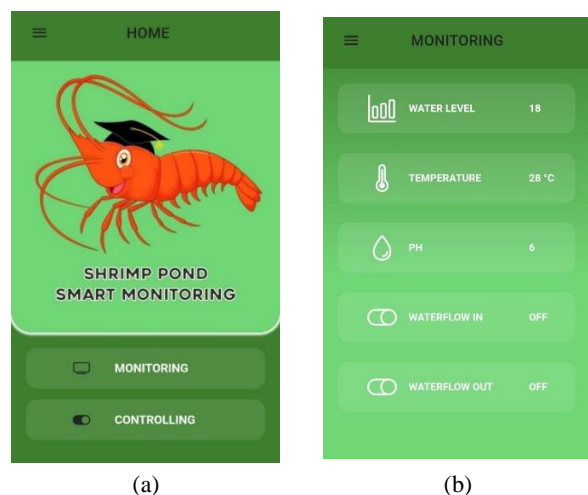 HOME
SHRIMP POND
SMART MONITORING
MONITORING
CONTROLLING
(a)
MONITORING
WATER LEVEL 18
TEMPERATURE 28 °C
PH 6
WATERFLOW IN OFF
WATERFLOW OUT OFF
(b)